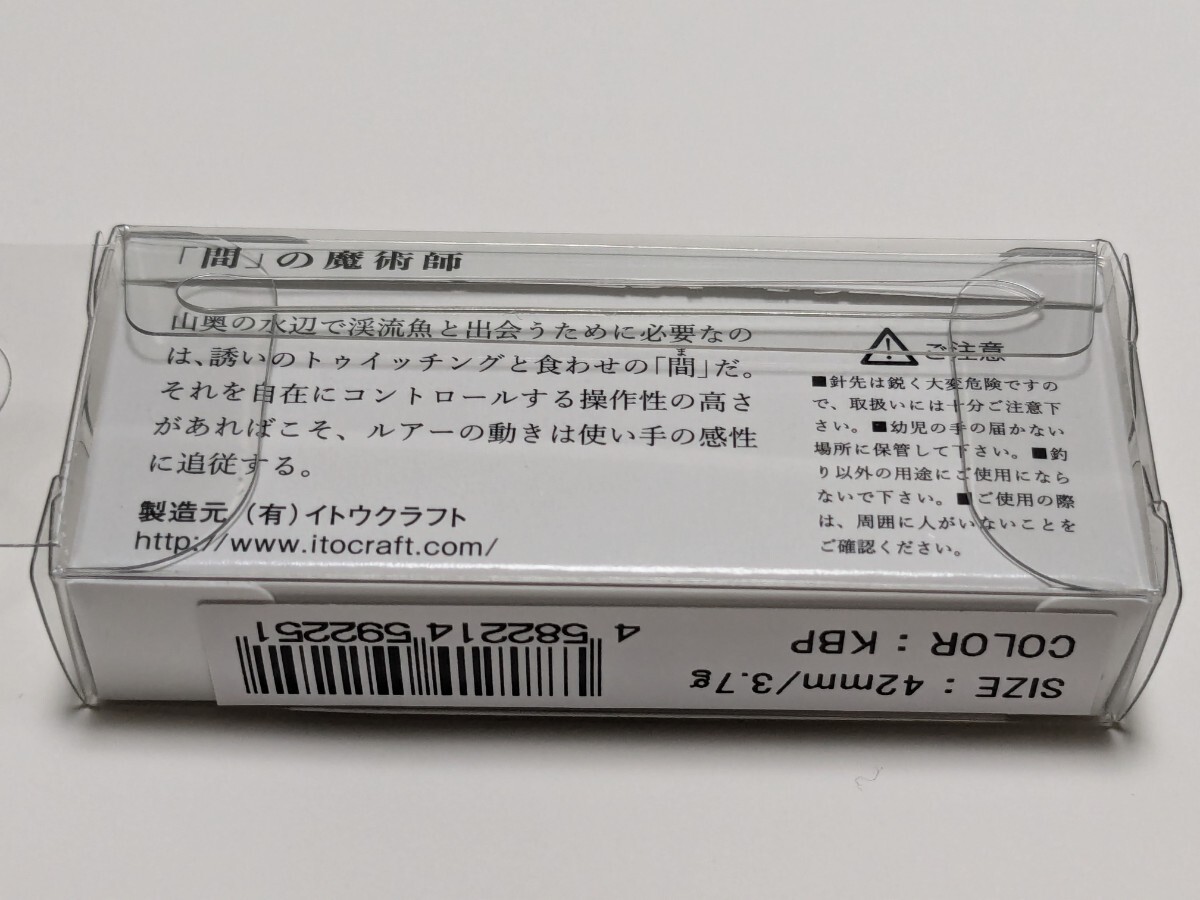 「間」の魔術師
山奥の水辺で渓流魚と出会うために必要なの
は、誘いのトゥイッチングと食わせの「間」だ。
ま
それを自在にコントロールする操作性の高さ
があればこそ、ルアーの動きは使い手の感性
に追従する。
製造元 (有)イトウクラフト
http://www.itocraft.com/
ご注意
■針先は鋭く大変危険ですの
で、取扱いには十分ご注意下
さい。■幼児の手の届かない
場所に保管して下さい。■釣
り以外の用途にご使用になら
ないで下さい。■ご使用の際
は、周囲に人がいないことを
ご確認ください。
SIZE : 42mm/3.7g
COLOR : KBP
4 582214 592251